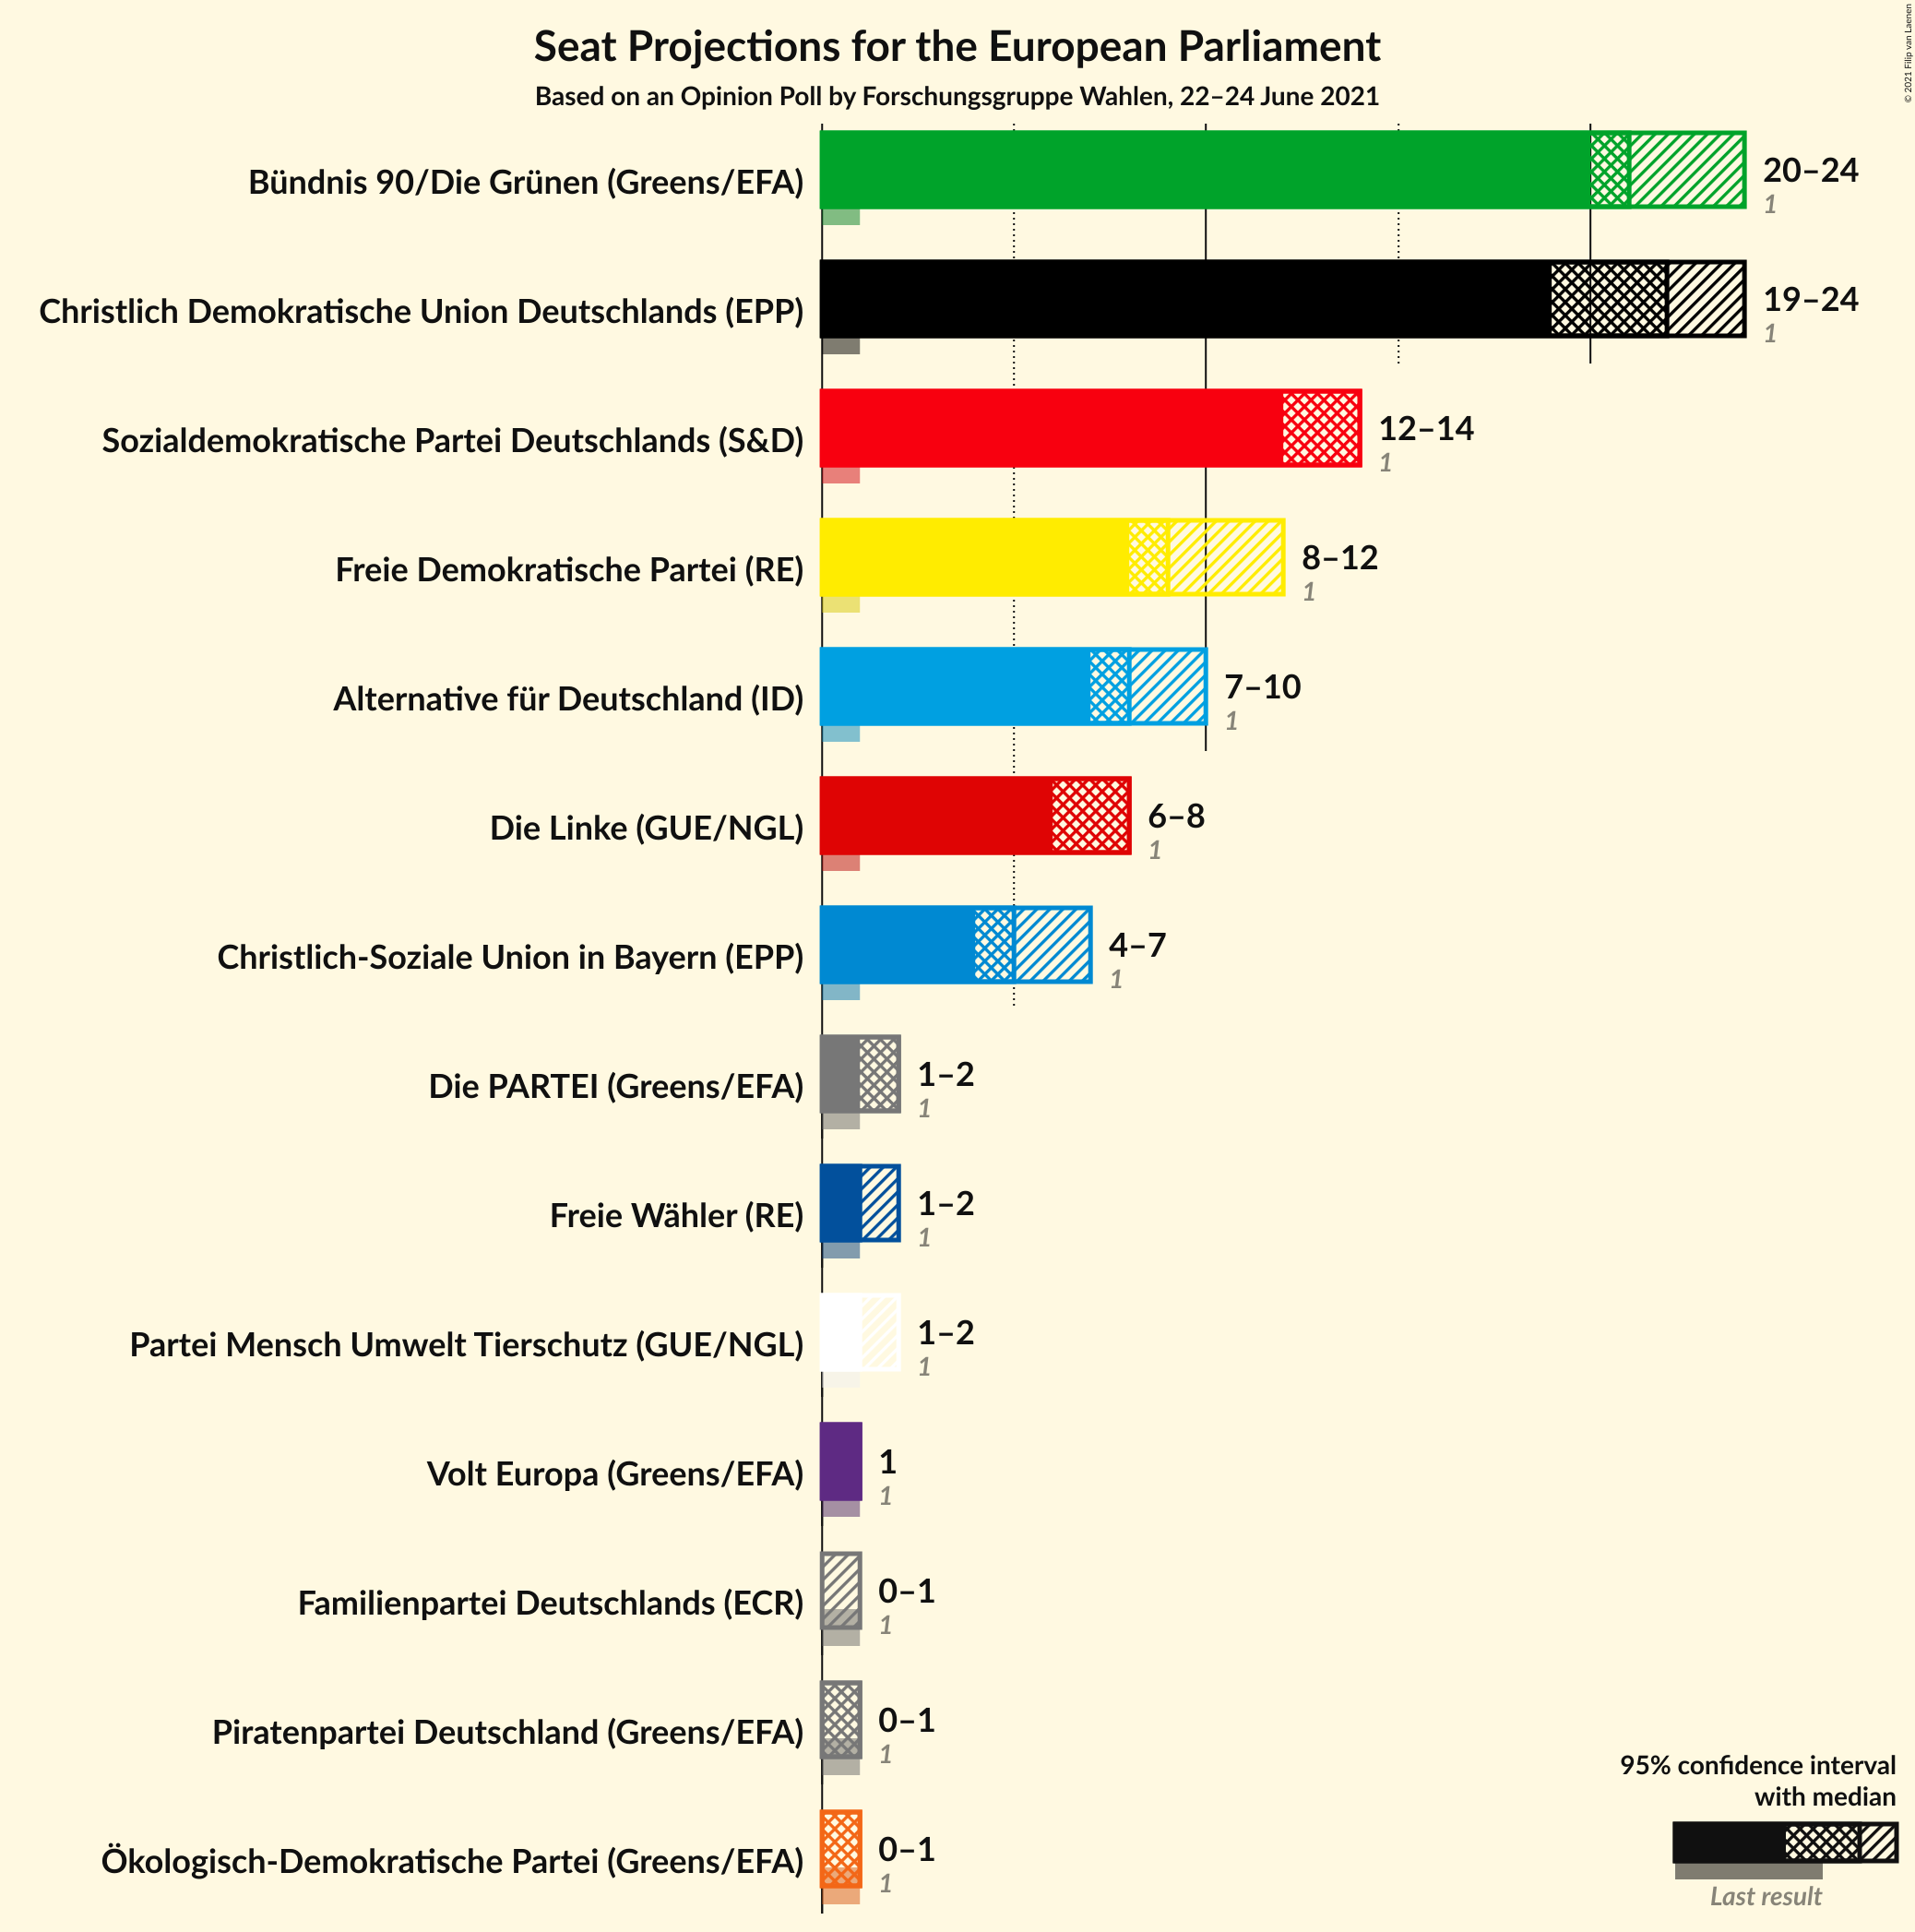 © 2021 Filip van Laenen
Seat Projections for the European Parliament
Based on an Opinion Poll by Forschungsgruppe Wahlen, 22–24 June 2021
Bündnis 90/Die Grünen (Greens/EFA)
20–24
1
Christlich Demokratische Union Deutschlands (EPP)
19–24
1
Sozialdemokratische Partei Deutschlands (S&D)
12–14
1
Freie Demokratische Partei (RE)
8–12
1
Alternative für Deutschland (ID)
7–10
1
Die Linke (GUE/NGL)
6–8
1
Christlich-Soziale Union in Bayern (EPP)
4–7
1
Die PARTEI (Greens/EFA)
1–2
1
Freie Wähler (RE)
1–2
1
Partei Mensch Umwelt Tierschutz (GUE/NGL)
1–2
1
Volt Europa (Greens/EFA)
1
1
Familienpartei Deutschlands (ECR)
0–1
1
Piratenpartei Deutschland (Greens/EFA)
0–1
1
Ökologisch-Demokratische Partei (Greens/EFA)
0–1
1
95% confidence interval
with median
Last result